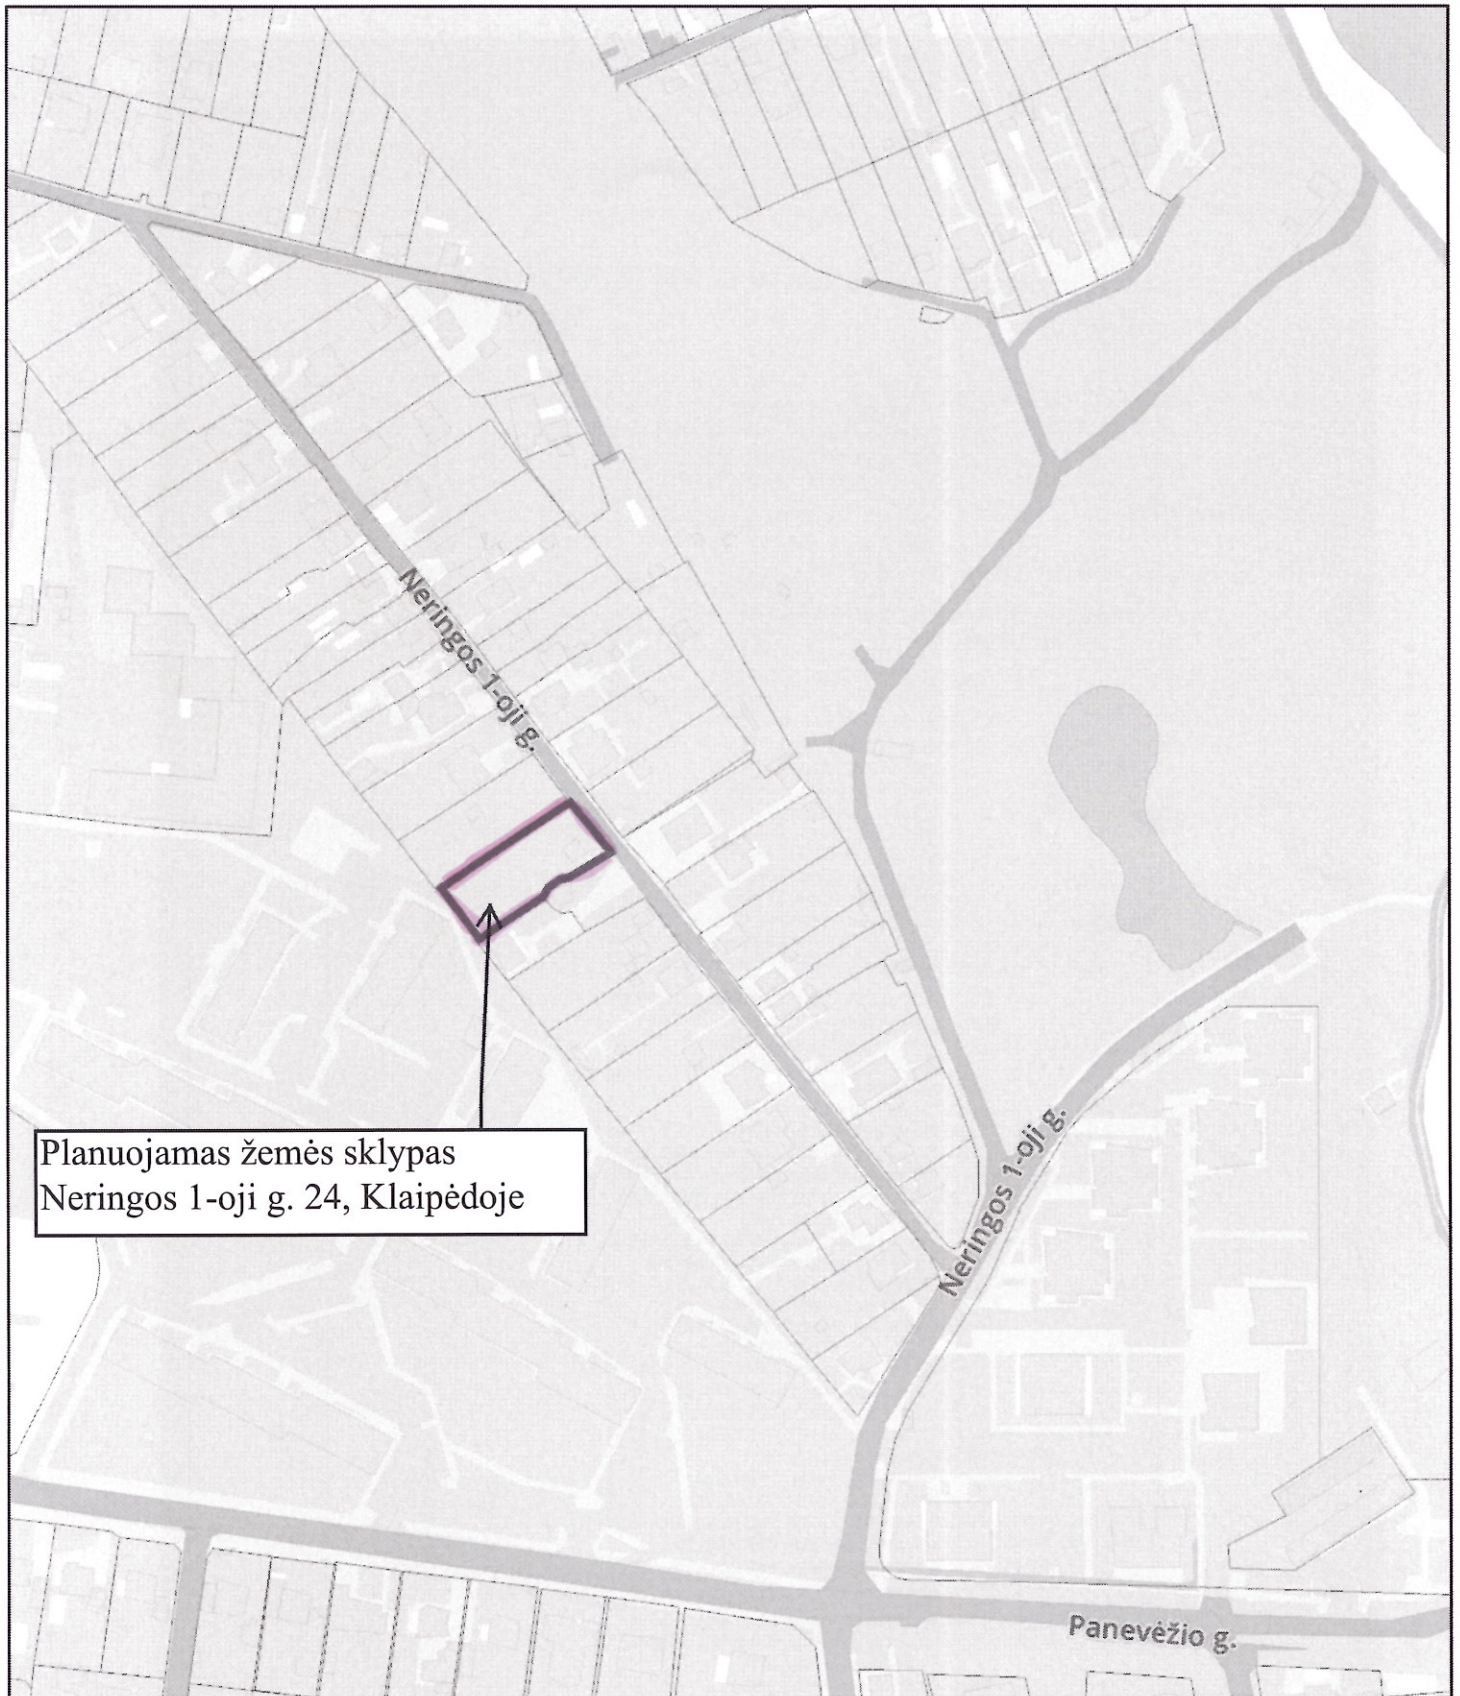 Neringos 1-oji g.
Planuojamas žemės sklypas
Neringos 1-oji g. 24, Klaipėdoje
Neringos 1-oji g.
Panevėžio g.